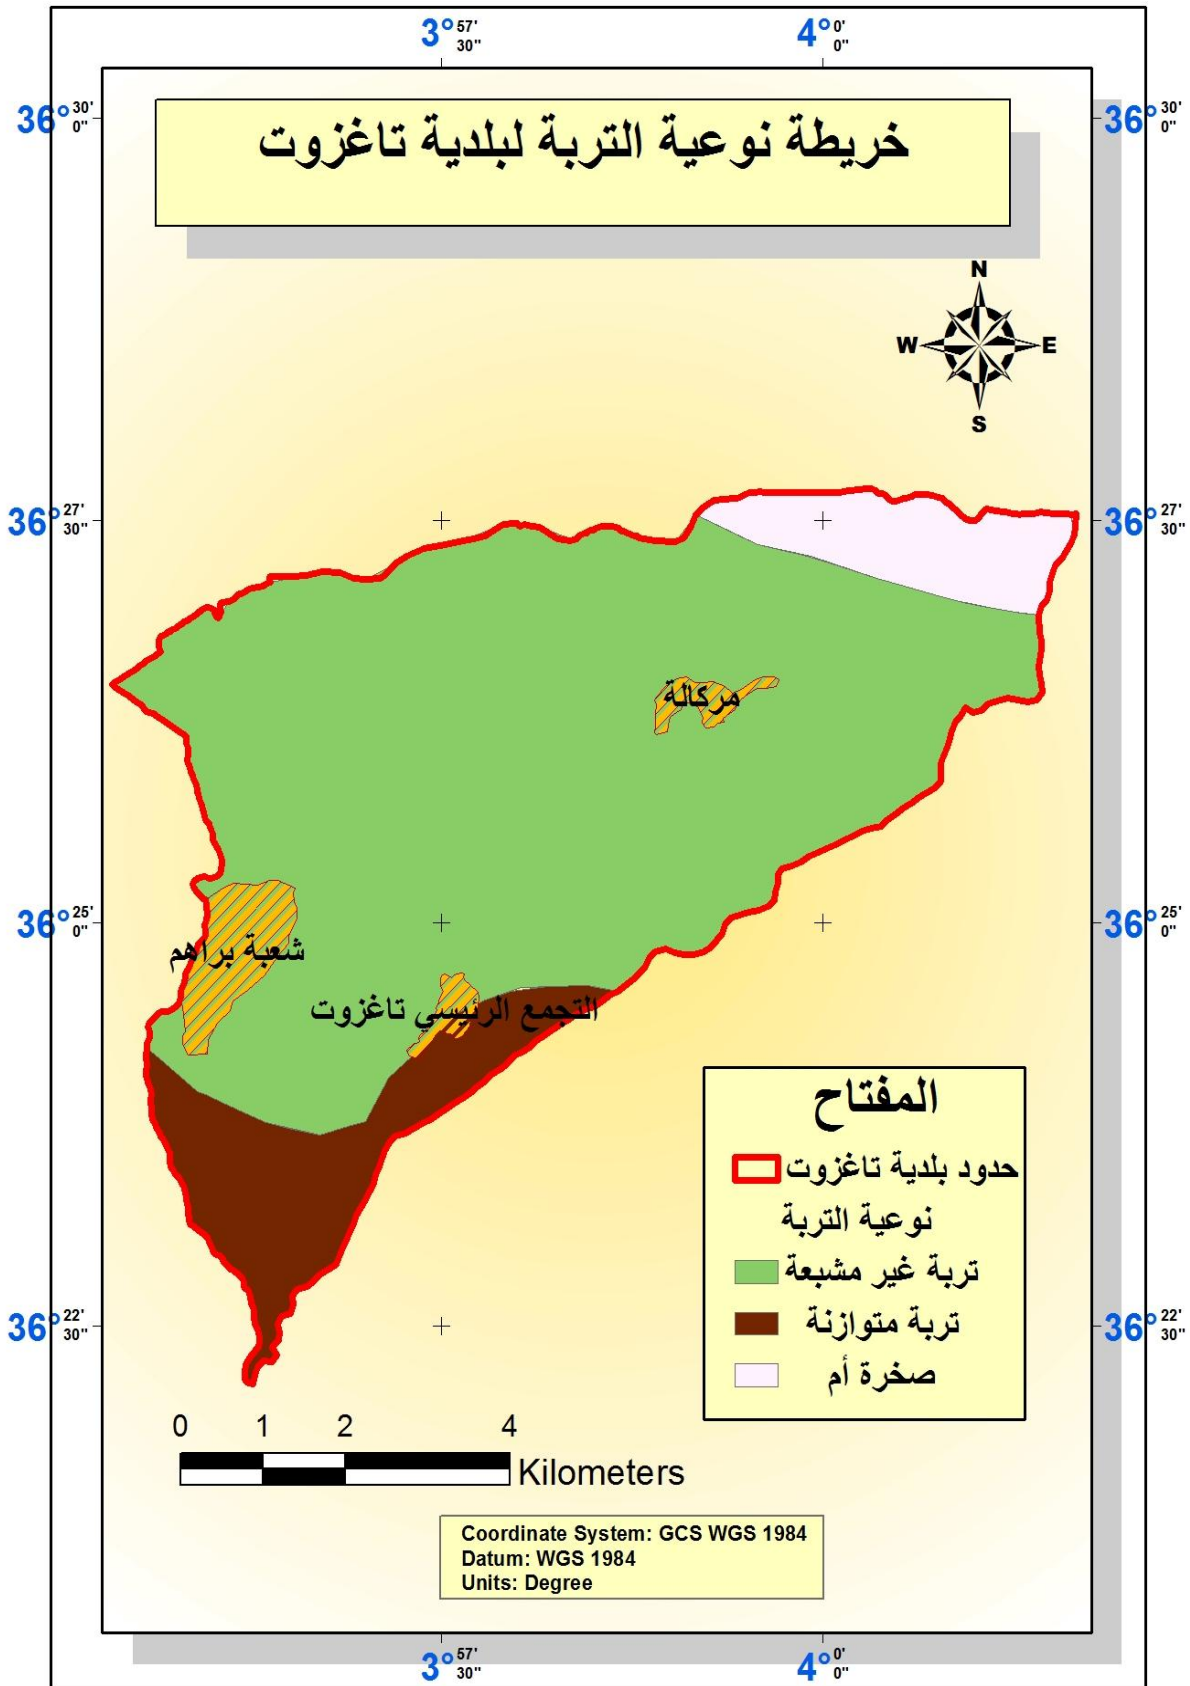 3° 57' 30"
4° 0' 0"
36° 30' 0"
36° 30' 0"
خريطة نوعية التربة لبلدية تاغزوت
N
W E
S
36° 27' 30"
36° 27' 30"
مركالة
36° 25' 0"
36° 25' 0"
شعبة براهم
التجمع الرئيسي تاغزوت
المفتاح
حدود بلدية تاغزوت
نوعية التربة
تربة غير مشبعة
تربة متوازنة
صخرة أم
36° 22' 30"
36° 22' 30"
0 1 2 4
Kilometers
Coordinate System: GCS WGS 1984
Datum: WGS 1984
Units: Degree
3° 57' 30"
4° 0' 0"